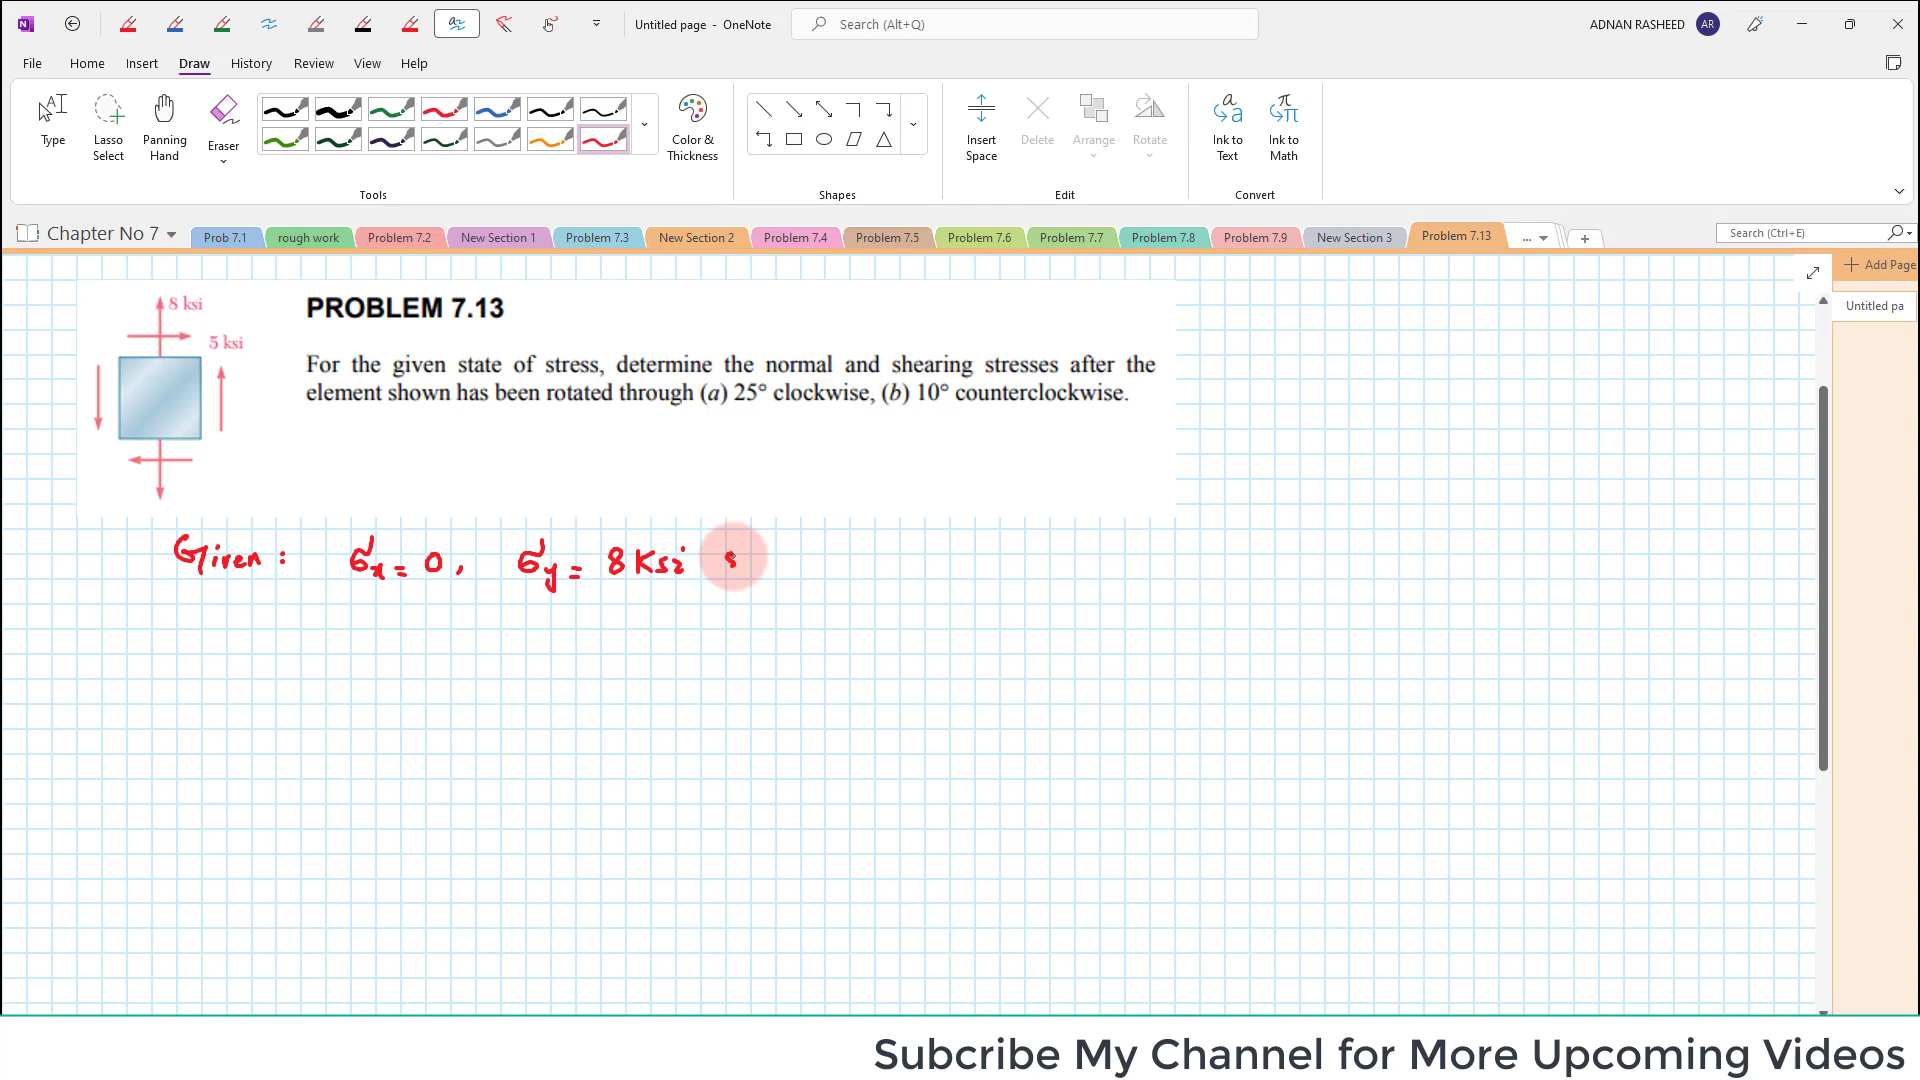 Untitled page - OneNote
Search (Alt+Q)
ADNAN RASHEED
AR
File Home Insert Draw History Review View Help
Type
Lasso Select
Panning Hand
Eraser
Color & Thickness
Insert Space
Delete
Arrange
Rotate
Ink to Text
Ink to Math
Tools
Shapes
Edit
Convert
Chapter No 7
Prob 7.1
rough work
Problem 7.2
New Section 1
Problem 7.3
New Section 2
Problem 7.4
Problem 7.5
Problem 7.6
Problem 7.7
Problem 7.8
Problem 7.9
New Section 3
Problem 7.13
...
Search (Ctrl+E)
Add Page
Untitled pa
8 ksi
5 ksi
PROBLEM 7.13
For the given state of stress, determine the normal and shearing stresses after the
element shown has been rotated through (a) 25° clockwise, (b) 10° counterclockwise.
Given : σx = 0 , σy = 8 Ksi
Subcribe My Channel for More Upcoming Videos